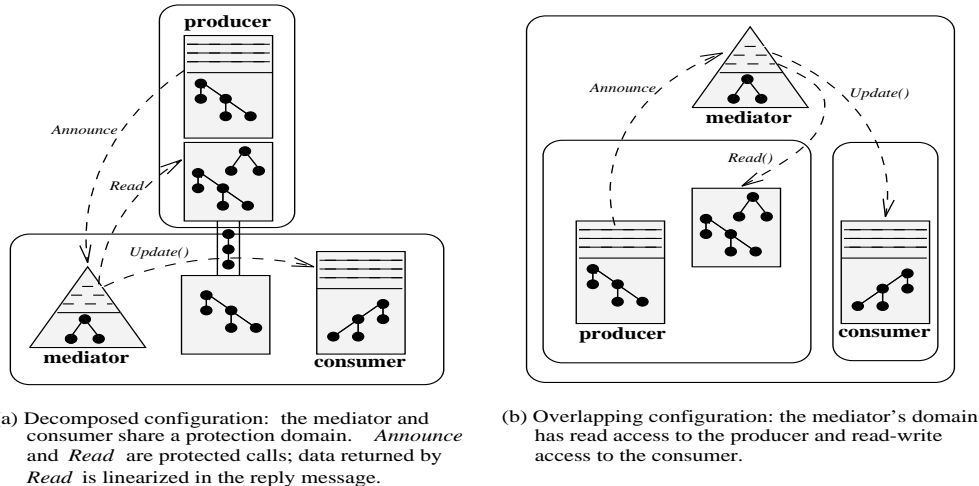 producer
Announce
Read
Update()
mediator
consumer
a) Decomposed configuration: the mediator and
consumer share a protection domain. Announce
and Read are protected calls; data returned by
Read is linearized in the reply message.
mediator
Announce
Update()
Read()
producer
consumer
(b) Overlapping configuration: the mediator's domain
has read access to the producer and read-write
access to the consumer.